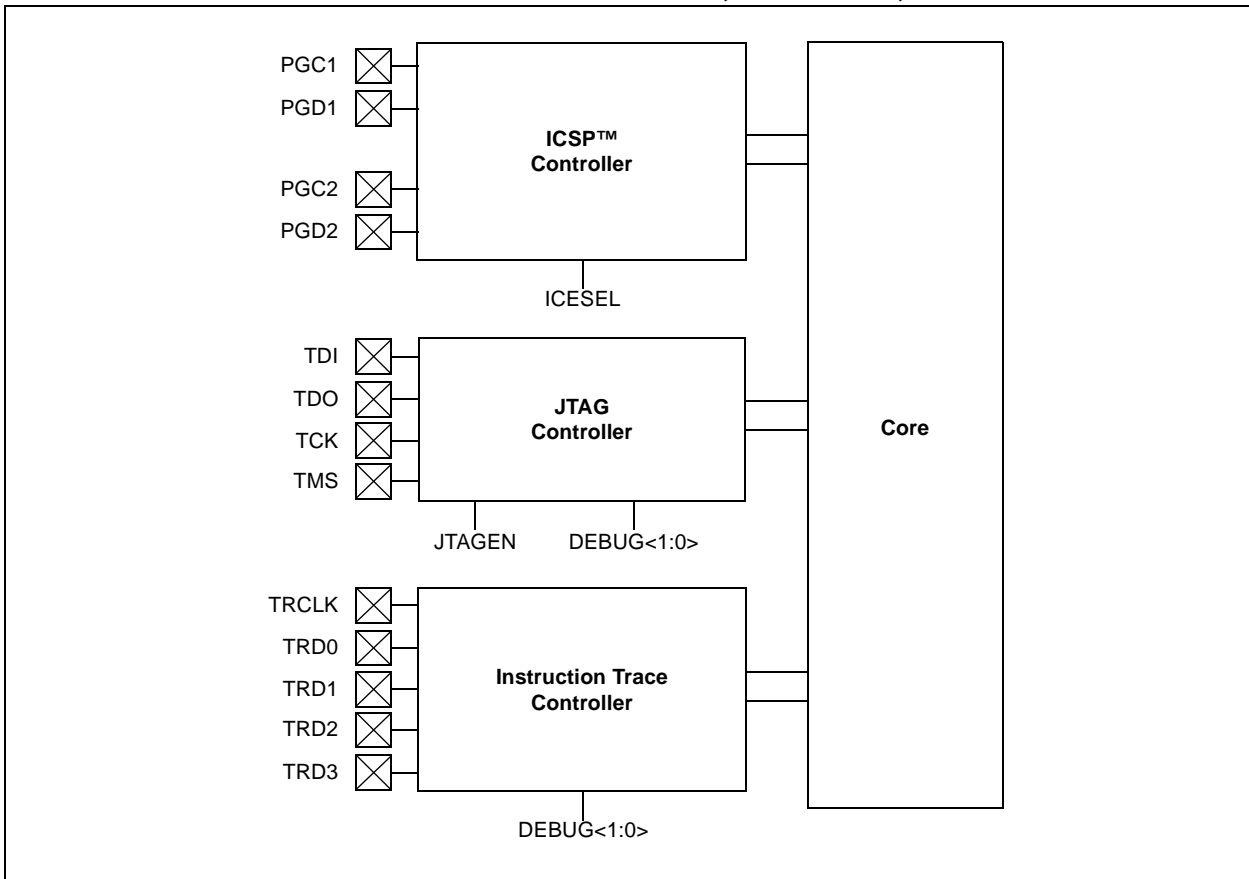 PGC1
PGD1
PGC2
PGD2
ICSP™
Controller
ICESEL
TDI
TDO
TCK
TMS
JTAG
Controller
JTAGEN
DEBUG<1:0>
Core
TRCLK
TRD0
TRD1
TRD2
TRD3
Instruction Trace
Controller
DEBUG<1:0>